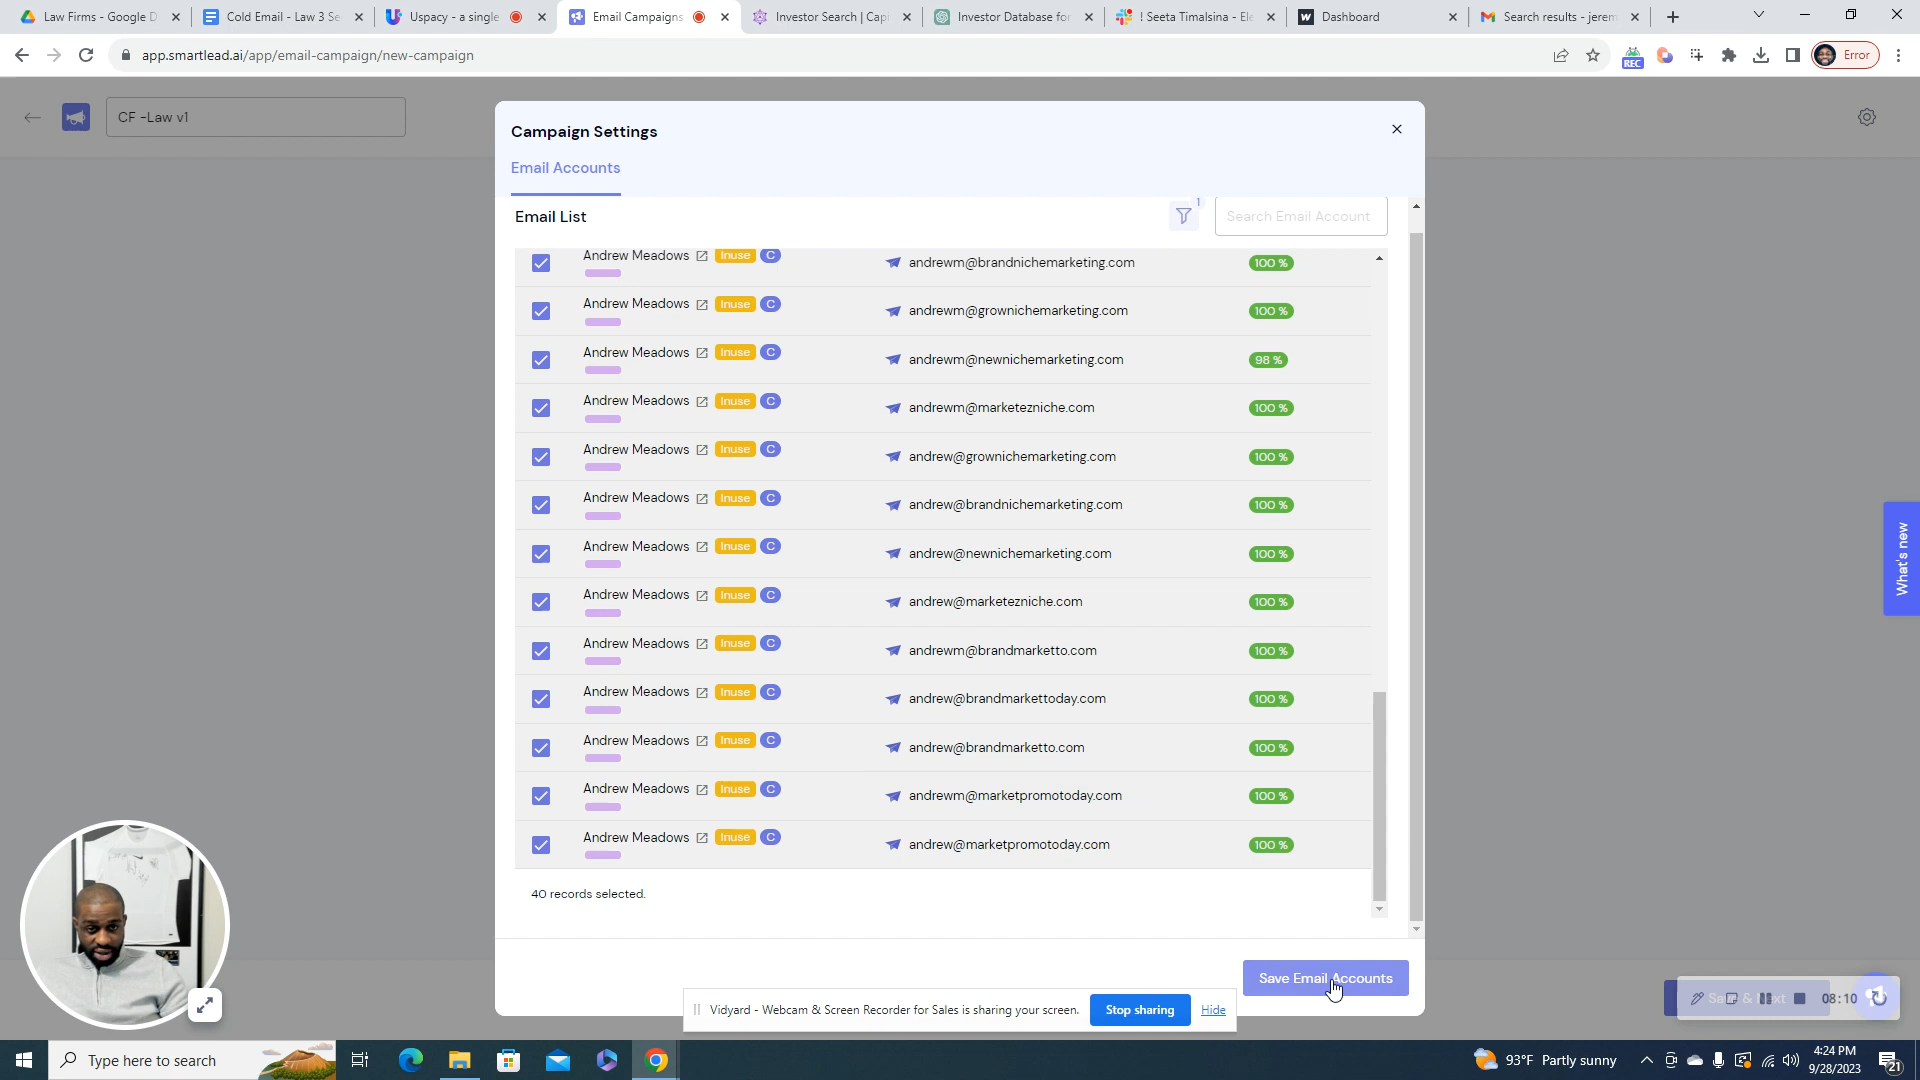 Law Firms - Google D
Cold Email - Law 3 Se
Uspacy - a single
Email Campaigns
Investor Search | Capi
Investor Database for
! Seeta Timalsina - Ele
Dashboard
Search results - jerem
app.smartlead.ai/app/email-campaign/new-campaign
REC
Error
CF -Law v1
Campaign Settings
Email Accounts
Email List
1
Search Email Account
Andrew Meadows Inuse C andrewm@brandnichemarketing.com 100 %
Andrew Meadows Inuse C andrewm@grownichemarketing.com 100 %
Andrew Meadows Inuse C andrewm@newnichemarketing.com 98 %
Andrew Meadows Inuse C andrewm@marketezniche.com 100 %
Andrew Meadows Inuse C andrew@grownichemarketing.com 100 %
Andrew Meadows Inuse C andrew@brandnichemarketing.com 100 %
Andrew Meadows Inuse C andrew@newnichemarketing.com 100 %
Andrew Meadows Inuse C andrew@marketezniche.com 100 %
Andrew Meadows Inuse C andrewm@brandmarketto.com 100 %
Andrew Meadows Inuse C andrew@brandmarkettoday.com 100 %
Andrew Meadows Inuse C andrew@brandmarketto.com 100 %
Andrew Meadows Inuse C andrewm@marketpromotoday.com 100 %
Andrew Meadows Inuse C andrew@marketpromotoday.com 100 %
40 records selected.
Save Email Accounts
What's new
Save & Next
08:10
Vidyard - Webcam & Screen Recorder for Sales is sharing your screen.
Stop sharing
Hide
Type here to search
93°F Partly sunny
4:24 PM
9/28/2023
21